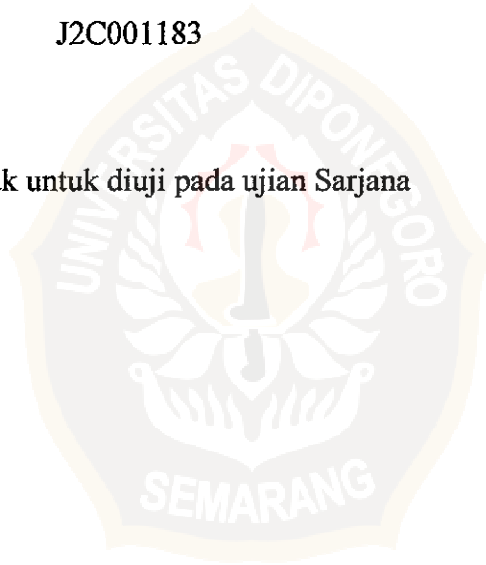 J2C001183
k untuk diuji pada ujian Sarjana
UNIVERSITAS DIPONEGORO
SEMARANG